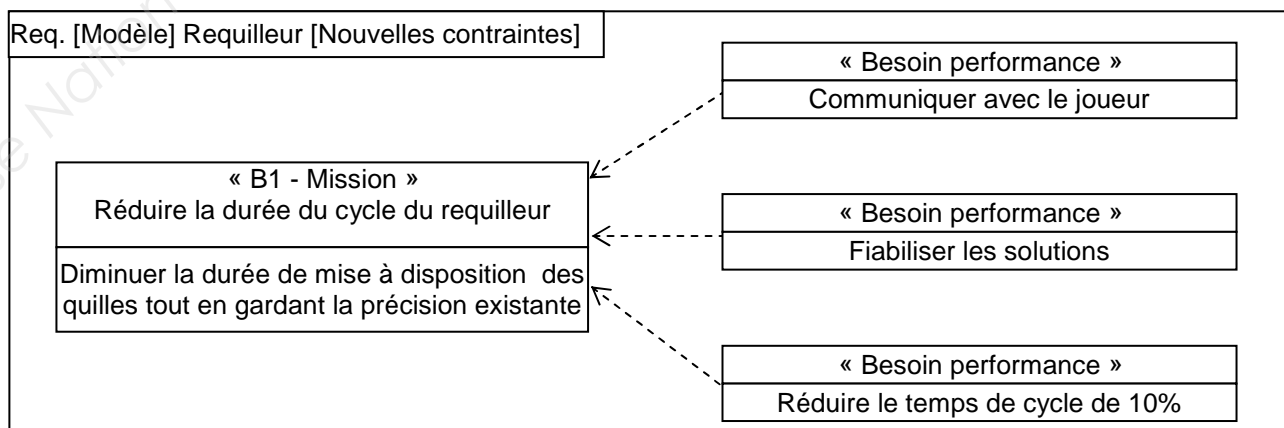 Req. [Modèle] Requilleur [Nouvelles contraintes]
« Besoin performance »
Communiquer avec le joueur
« B1 - Mission »
Réduire la durée du cycle du requilleur
Diminuer la durée de mise à disposition des
quilles tout en gardant la précision existante
« Besoin performance »
Fiabiliser les solutions
« Besoin performance »
Réduire le temps de cycle de 10%